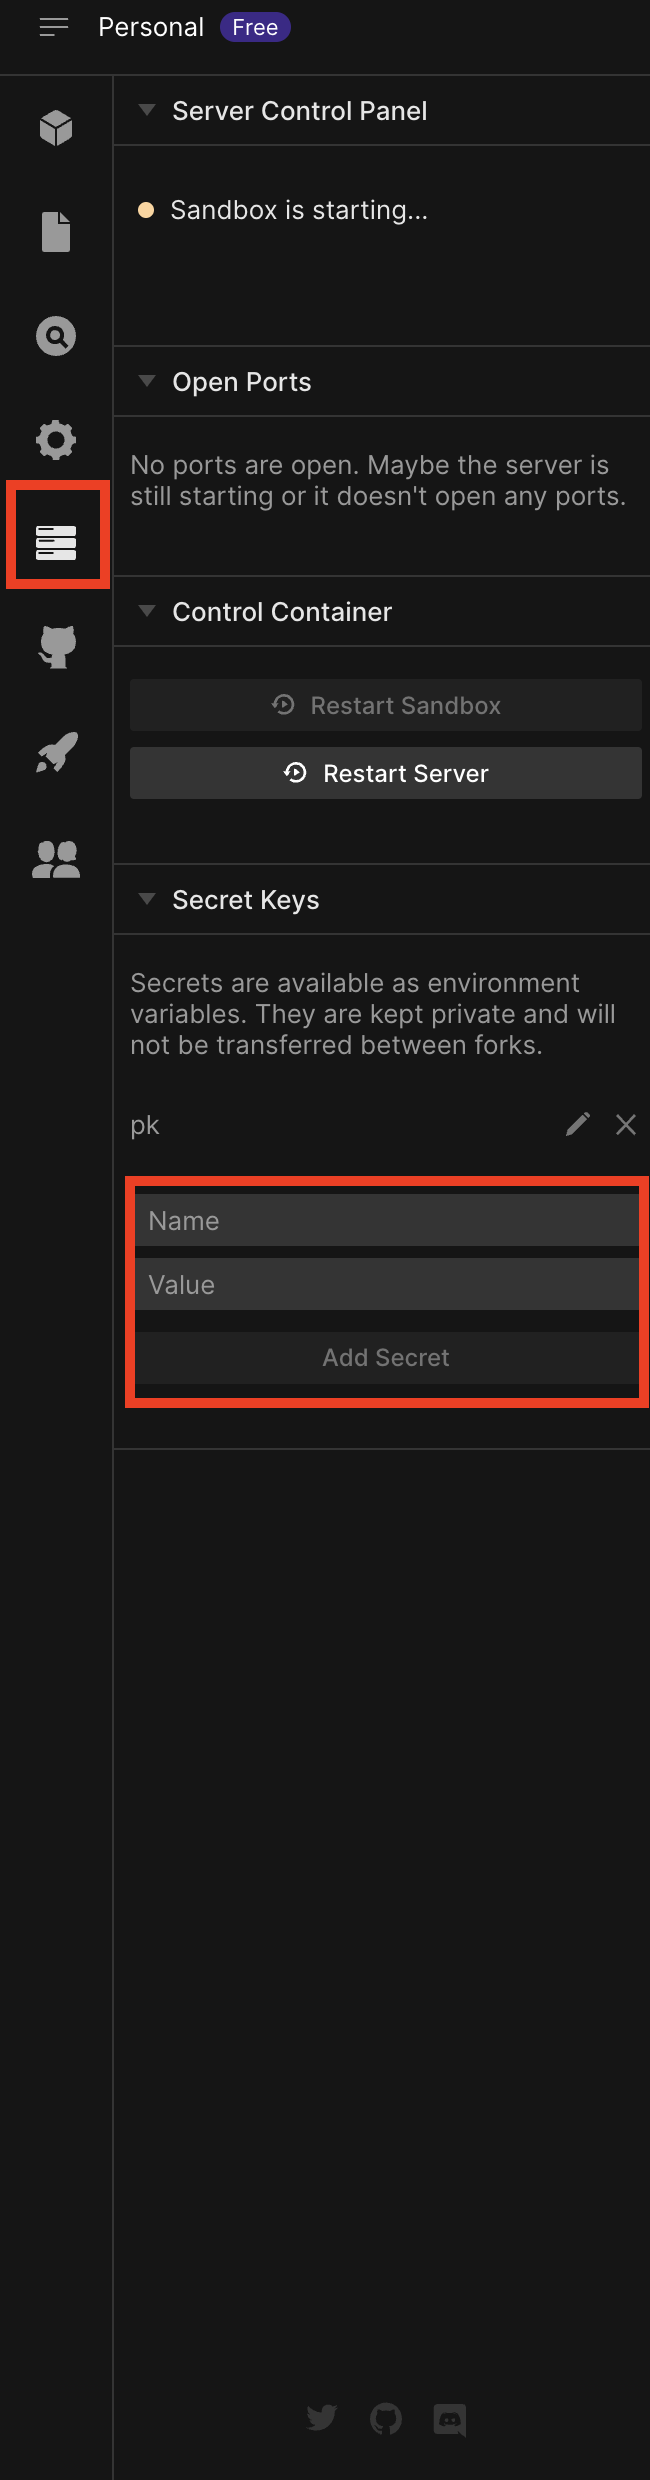 Personal
Free
Server Control Panel
Sandbox is starting...
Open Ports
No ports are open. Maybe the server is
still starting or it doesn't open any ports.
Control Container
Restart Sandbox
Restart Server
Secret Keys
Secrets are available as environment
variables. They are kept private and will
not be transferred between forks.
pk
Name
Value
Add Secret